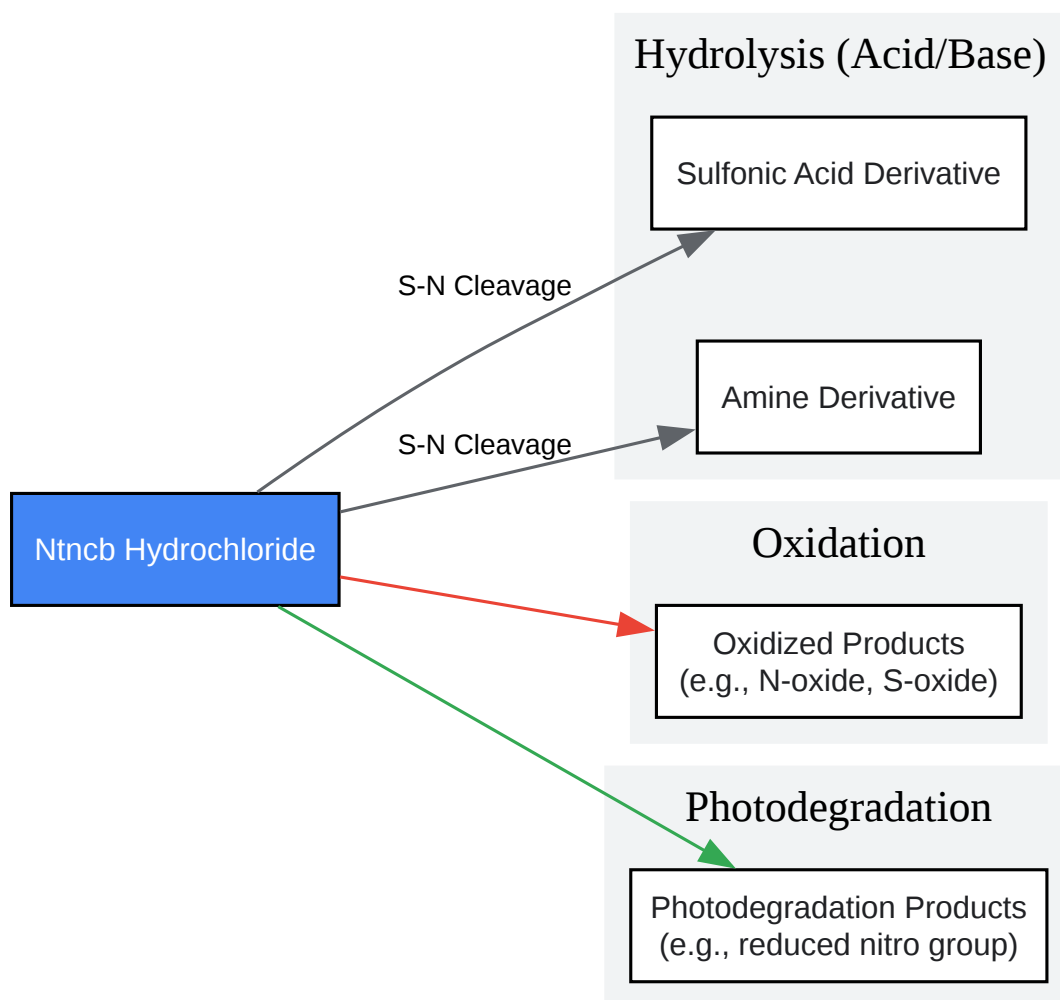 Hydrolysis (Acid/Base)
Sulfonic Acid Derivative
S-N Cleavage
Amine Derivative
S-N Cleavage
Ntncb Hydrochloride
Oxidation
Oxidized Products
(e.g., N-oxide, S-oxide)
Photodegradation
Photodegradation Products
(e.g., reduced nitro group)